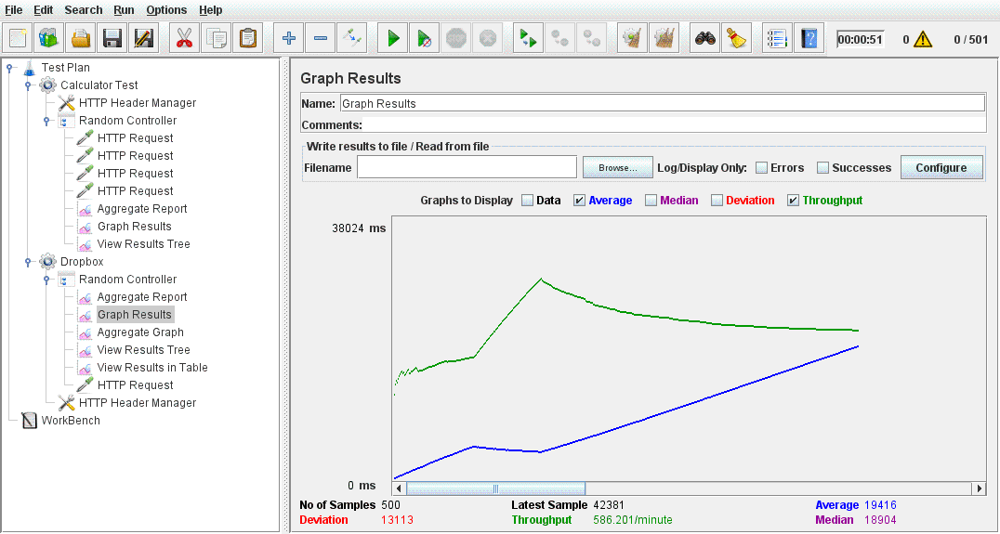 File Edit Search Run Options Help
00:00:51 0 0 / 501
Test Plan
Calculator Test
HTTP Header Manager
Random Controller
HTTP Request
HTTP Request
HTTP Request
HTTP Request
Aggregate Report
Graph Results
View Results Tree
Dropbox
Random Controller
Aggregate Report
Graph Results
Aggregate Graph
View Results Tree
View Results in Table
HTTP Request
HTTP Header Manager
WorkBench
Graph Results
Name: Graph Results
Comments:
Write results to file / Read from file
Filename Browse... Log/Display Only: Errors Successes Configure
Graphs to Display Data Average Median Deviation Throughput
38024 ms
0 ms
No of Samples 500 Latest Sample 42381 Average 19416
Deviation 13113 Throughput 586.201/minute Median 18904